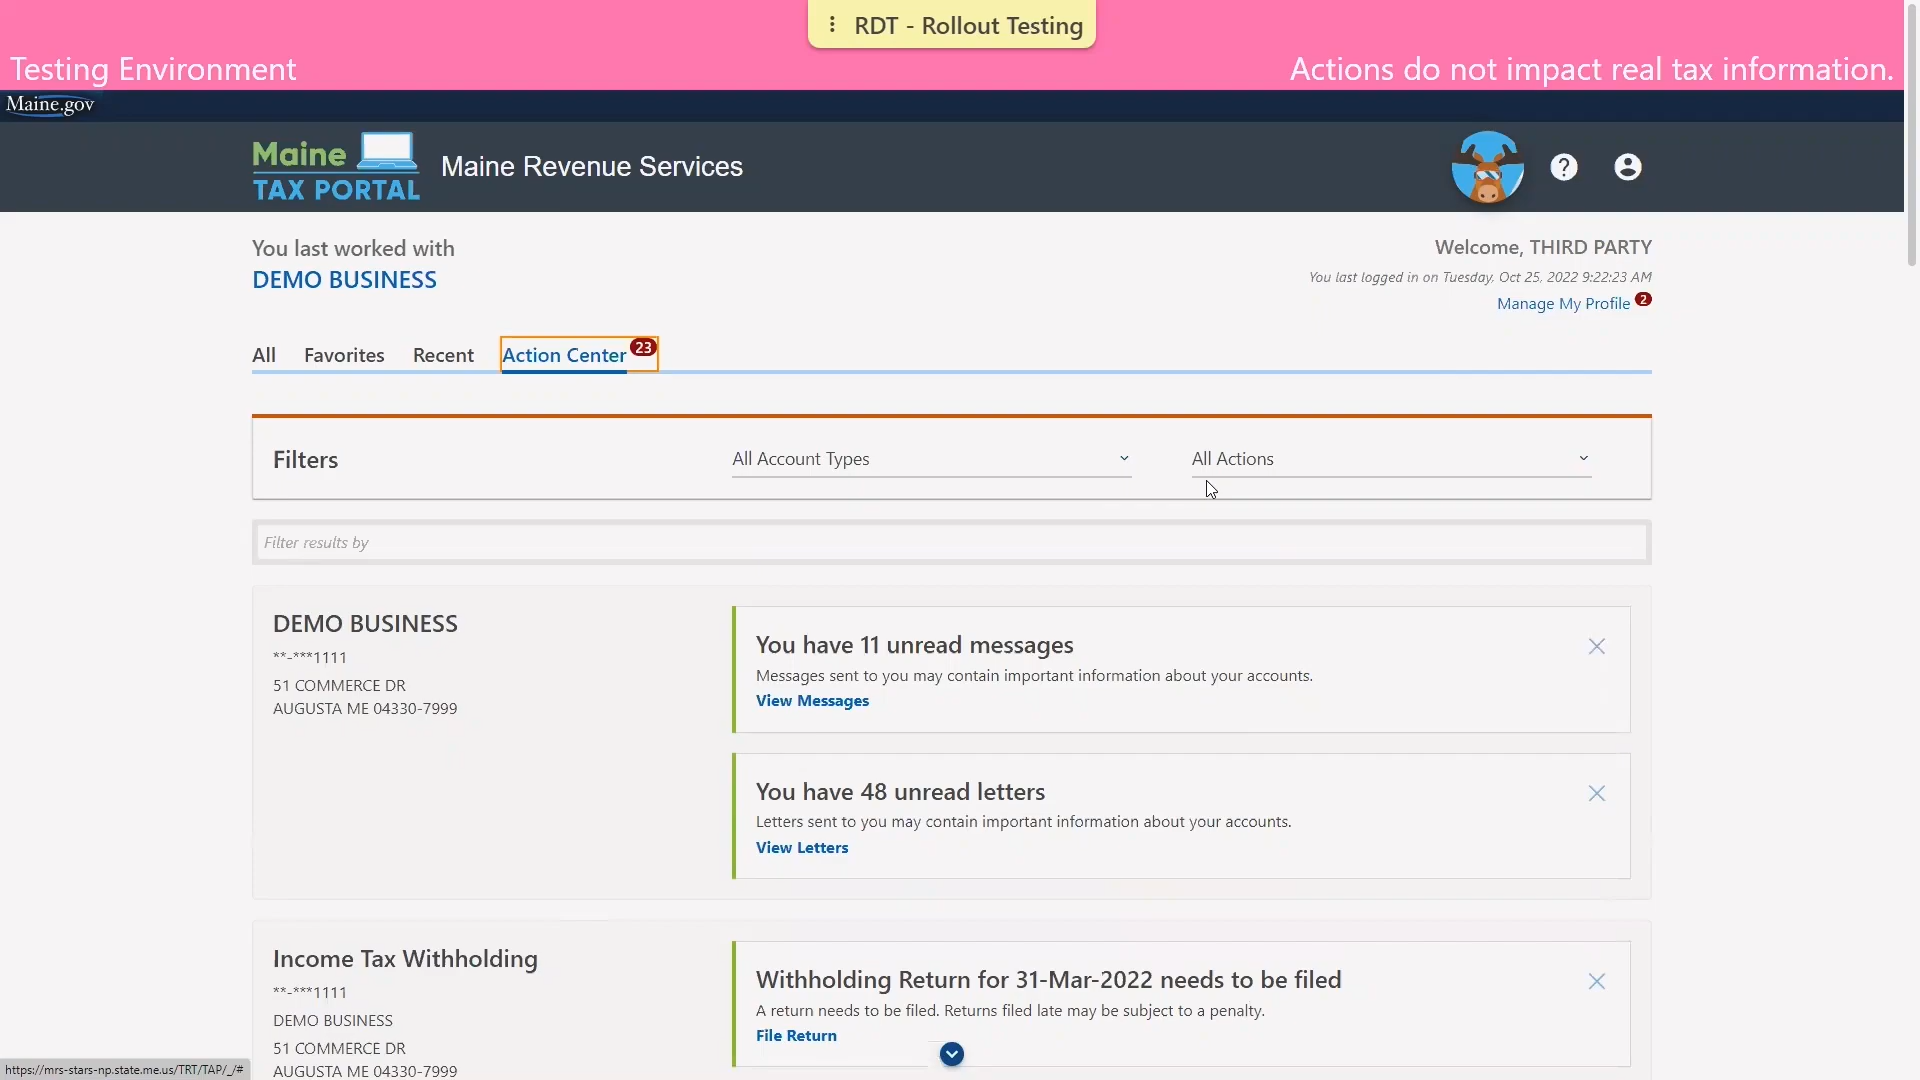 RDT - Rollout Testing
Testing Environment
Actions do not impact real tax information.
Maine.gov
Maine
TAX PORTAL
Maine Revenue Services
?
You last worked with
DEMO BUSINESS
Welcome, THIRD PARTY
You last logged in on Tuesday, Oct 25, 2022 9:22:23 AM
Manage My Profile 2
All Favorites Recent Action Center 23
Filters
All Account Types
All Actions
Filter results by
DEMO BUSINESS
**-***1111
51 COMMERCE DR
AUGUSTA ME 04330-7999
You have 11 unread messages
Messages sent to you may contain important information about your accounts.
View Messages
You have 48 unread letters
Letters sent to you may contain important information about your accounts.
View Letters
Income Tax Withholding
**-***1111
DEMO BUSINESS
51 COMMERCE DR
AUGUSTA ME 04330-7999
Withholding Return for 31-Mar-2022 needs to be filed
A return needs to be filed. Returns filed late may be subject to a penalty.
File Return
https://mrs-stars-np.state.me.us/TRT/TAP/_/#